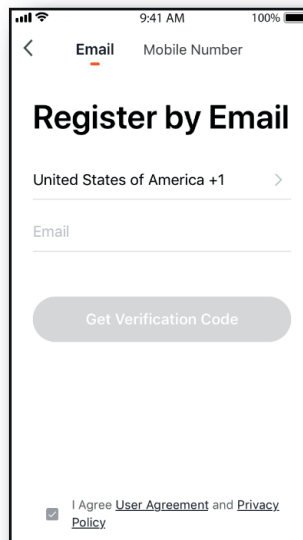 9:41 AM 100%
Email Mobile Number
Register by Email
United States of America +1
Email
Get Verification Code
I Agree User Agreement and Privacy
Policy